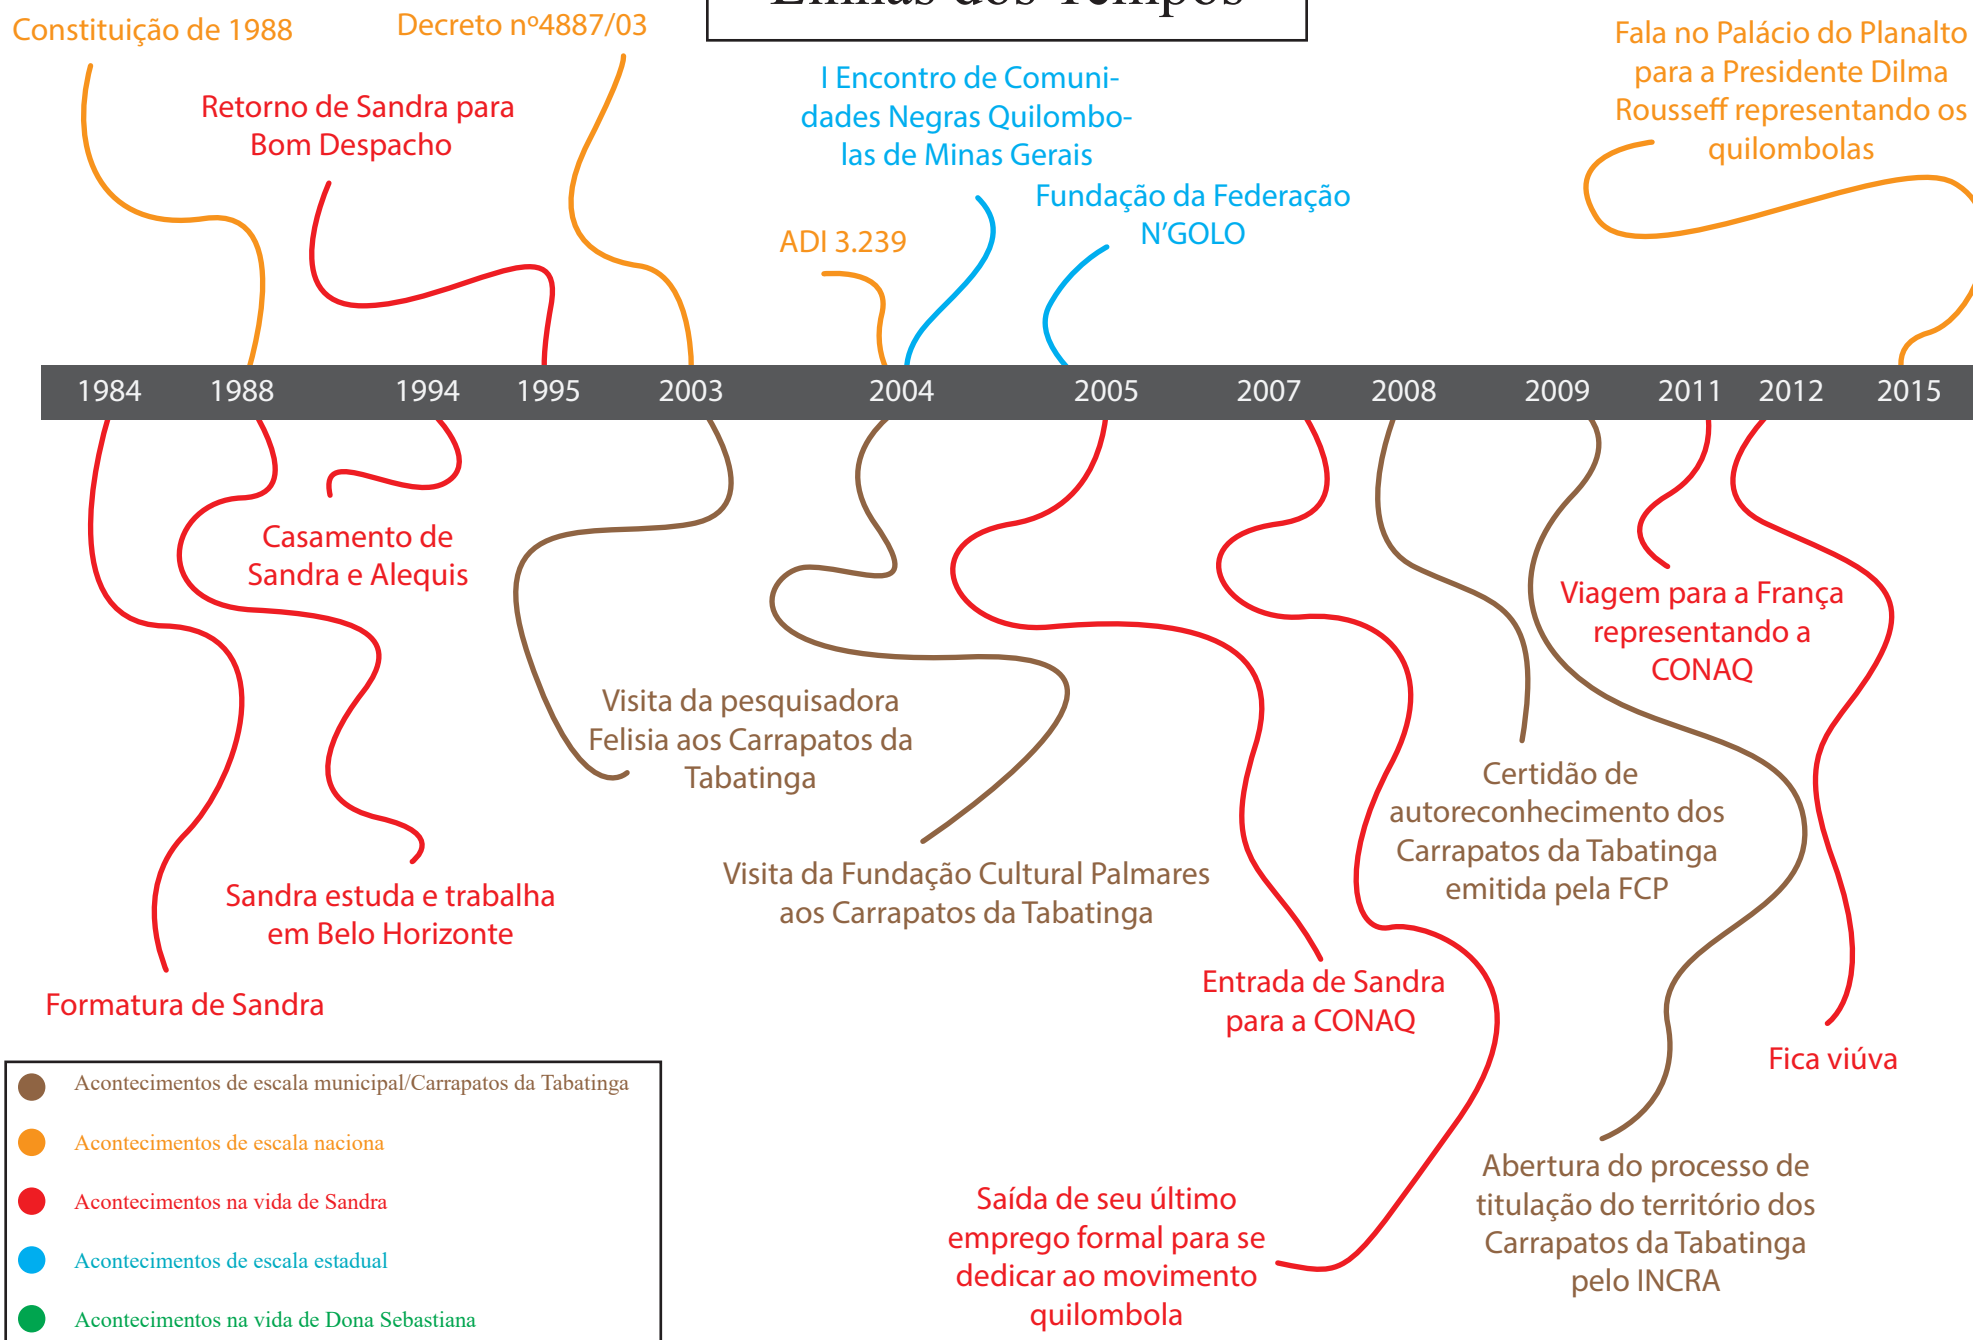 Linhas dos Tempos
Constituição de 1988
Decreto nº4887/03
Retorno de Sandra para
Bom Despacho
I Encontro de Comuni-
dades Negras Quilombo-
las de Minas Gerais
ADI 3.239
Fundação da Federação
N'GOLO
Fala no Palácio do Planalto
para a Presidente Dilma
Rousseff representando os
quilombolas
1984 1988 1994 1995 2003 2004 2005 2007 2008 2009 2011 2012 2015
Casamento de
Sandra e Alequis
Sandra estuda e trabalha
em Belo Horizonte
Formatura de Sandra
Visita da pesquisadora
Felisia aos Carrapatos da
Tabatinga
Visita da Fundação Cultural Palmares
aos Carrapatos da Tabatinga
Entrada de Sandra
para a CONAQ
Saída de seu último
emprego formal para se
dedicar ao movimento
quilombola
Certidão de
autoreconhecimento dos
Carrapatos da Tabatinga
emitida pela FCP
Viagem para a França
representando a
CONAQ
Fica viúva
Abertura do processo de
titulação do território dos
Carrapatos da Tabatinga
pelo INCRA
Acontecimentos de escala municipal/Carrapatos da Tabatinga
Acontecimentos de escala naciona
Acontecimentos na vida de Sandra
Acontecimentos de escala estadual
Acontecimentos na vida de Dona Sebastiana